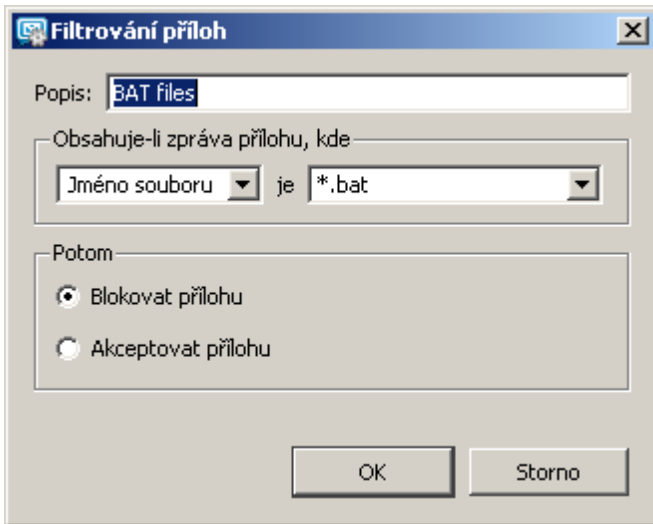 Filtrování příloh
Popis: BAT files
Obsahuje-li zpráva přílohu, kde
Jméno souboru je *.bat
Potom
Blokovat přílohu
Akceptovat přílohu
OK Storno